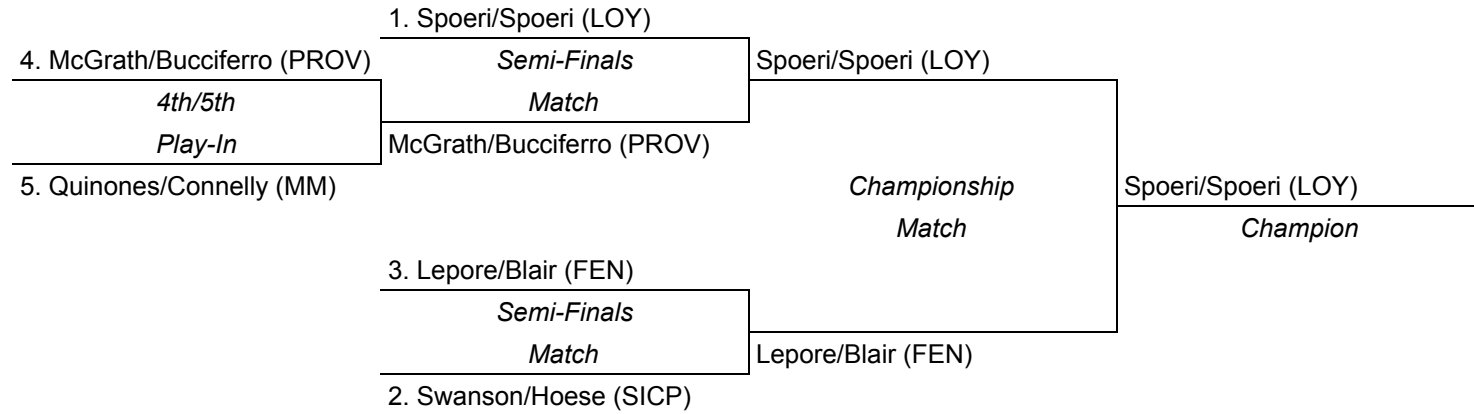 1. Spoeri/Spoeri (LOY)
4. McGrath/Bucciferro (PROV)
Semi-Finals
Spoeri/Spoeri (LOY)
4th/5th
Match
Play-In
McGrath/Bucciferro (PROV)
5. Quinones/Connelly (MM)
Championship
Spoeri/Spoeri (LOY)
Match
Champion
3. Lepore/Blair (FEN)
Semi-Finals
Match
Lepore/Blair (FEN)
2. Swanson/Hoese (SICP)